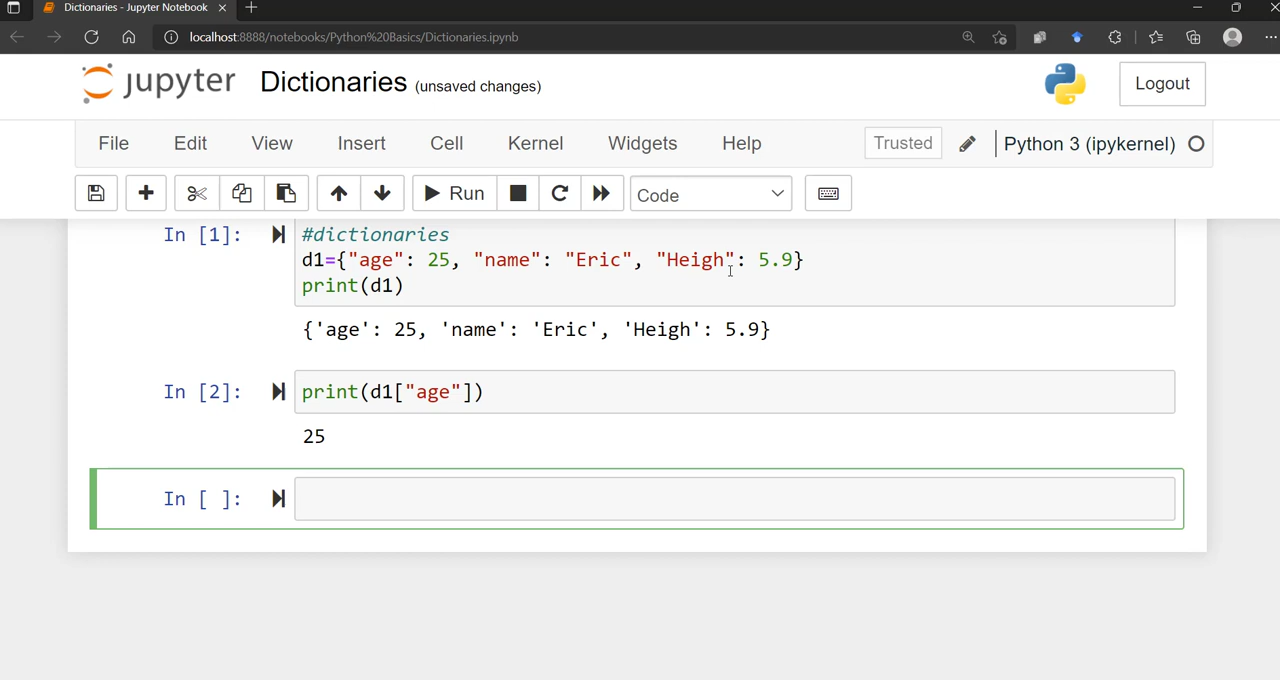 Dictionaries - Jupyter Notebook
localhost:8888/notebooks/Python%20Basics/Dictionaries.ipynb
jupyter Dictionaries (unsaved changes) Logout
File Edit View Insert Cell Kernel Widgets Help Trusted Python 3 (ipykernel)
Run Code
In [1]: #dictionaries
d1={"age": 25, "name": "Eric", "Heigh": 5.9}
print(d1)
{'age': 25, 'name': 'Eric', 'Heigh': 5.9}
In [2]: print(d1["age"])
25
In [ ]: